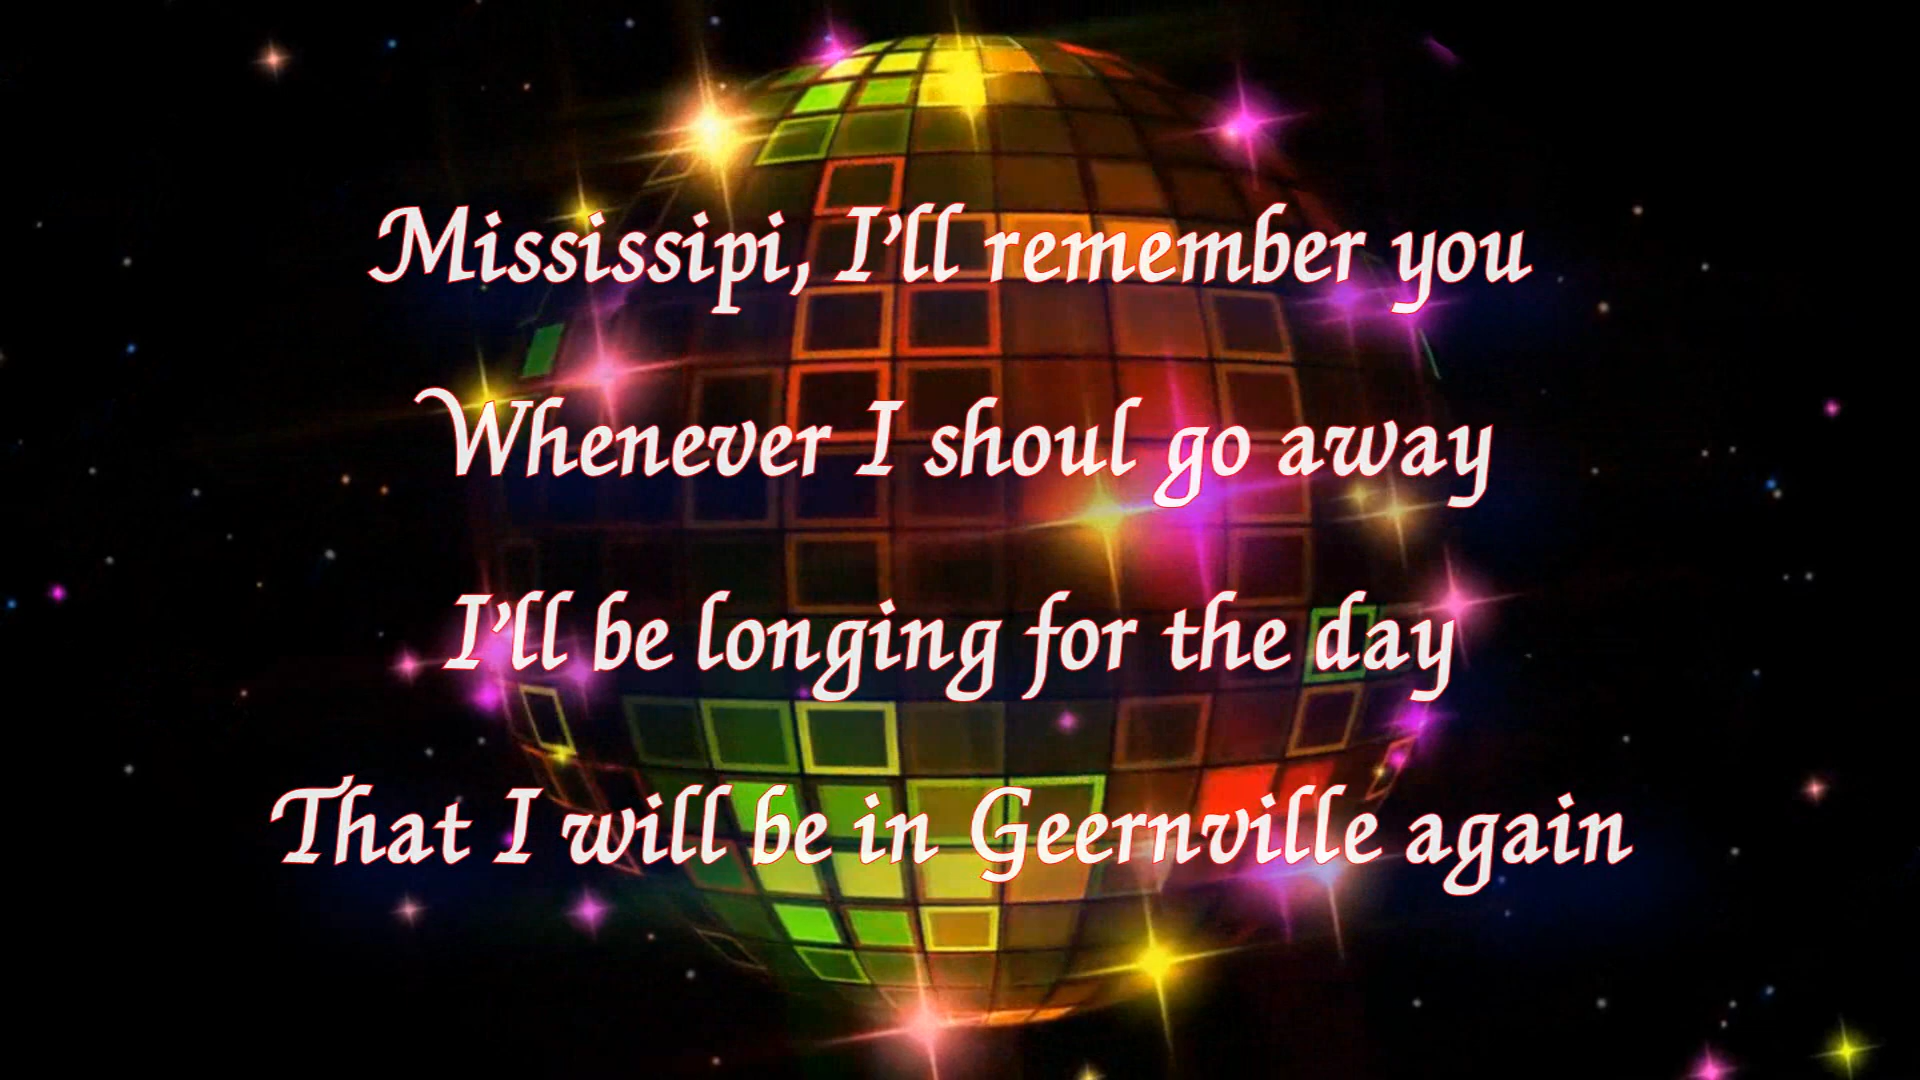 Mississipi, I'll remember you
Whenever I shoul go away
I'll be longing for the day
That I will be in Geernville again